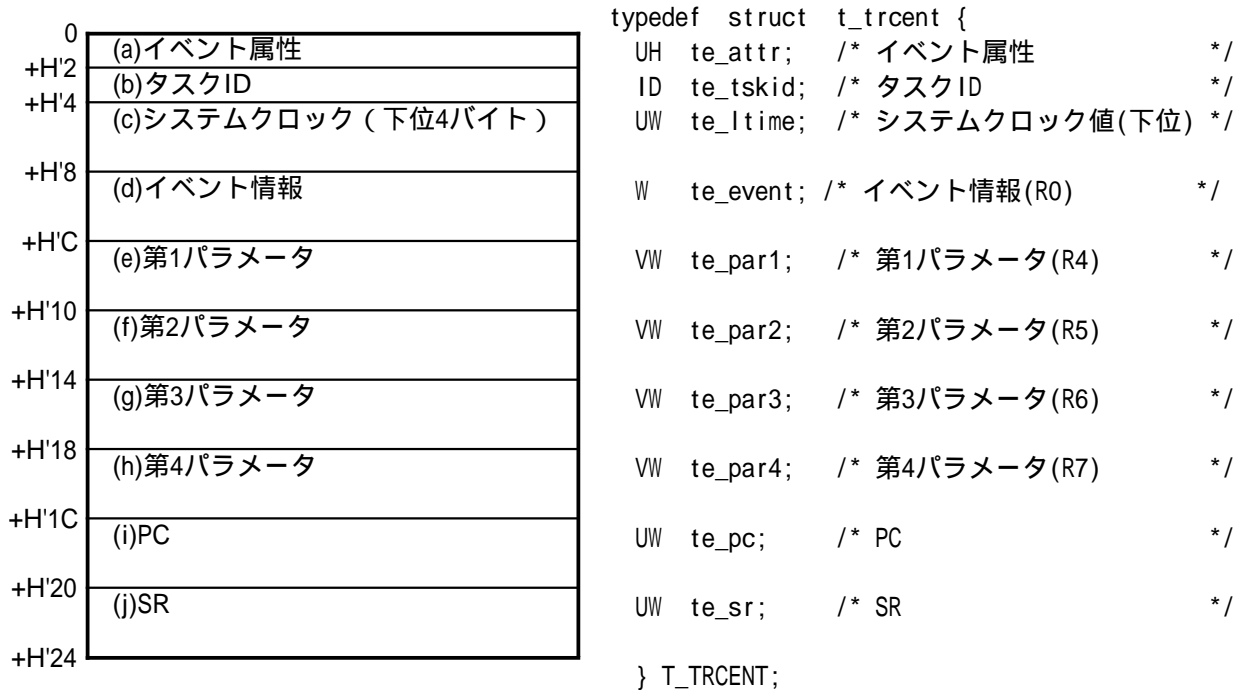 0
(a)イベント属性
+H'2
(b)タスクID
+H'4
(c)システムクロック(下位4バイト)
+H'8
(d)イベント情報
+H'C
(e)第1パラメータ
+H'10
(f)第2パラメータ
+H'14
(g)第3パラメータ
+H'18
(h)第4パラメータ
+H'1C
(i)PC
+H'20
(j)SR
+H'24
typedef struct t_trcent {
UH te_attr; /* イベント属性 */
ID te_tskid; /* タスクID */
UW te_ltime; /* システムクロック値(下位) */
W te_event; /* イベント情報(R0) */
VW te_par1; /* 第1パラメータ(R4) */
VW te_par2; /* 第2パラメータ(R5) */
VW te_par3; /* 第3パラメータ(R6) */
VW te_par4; /* 第4パラメータ(R7) */
UW te_pc; /* PC */
UW te_sr; /* SR */
} T_TRCENT;